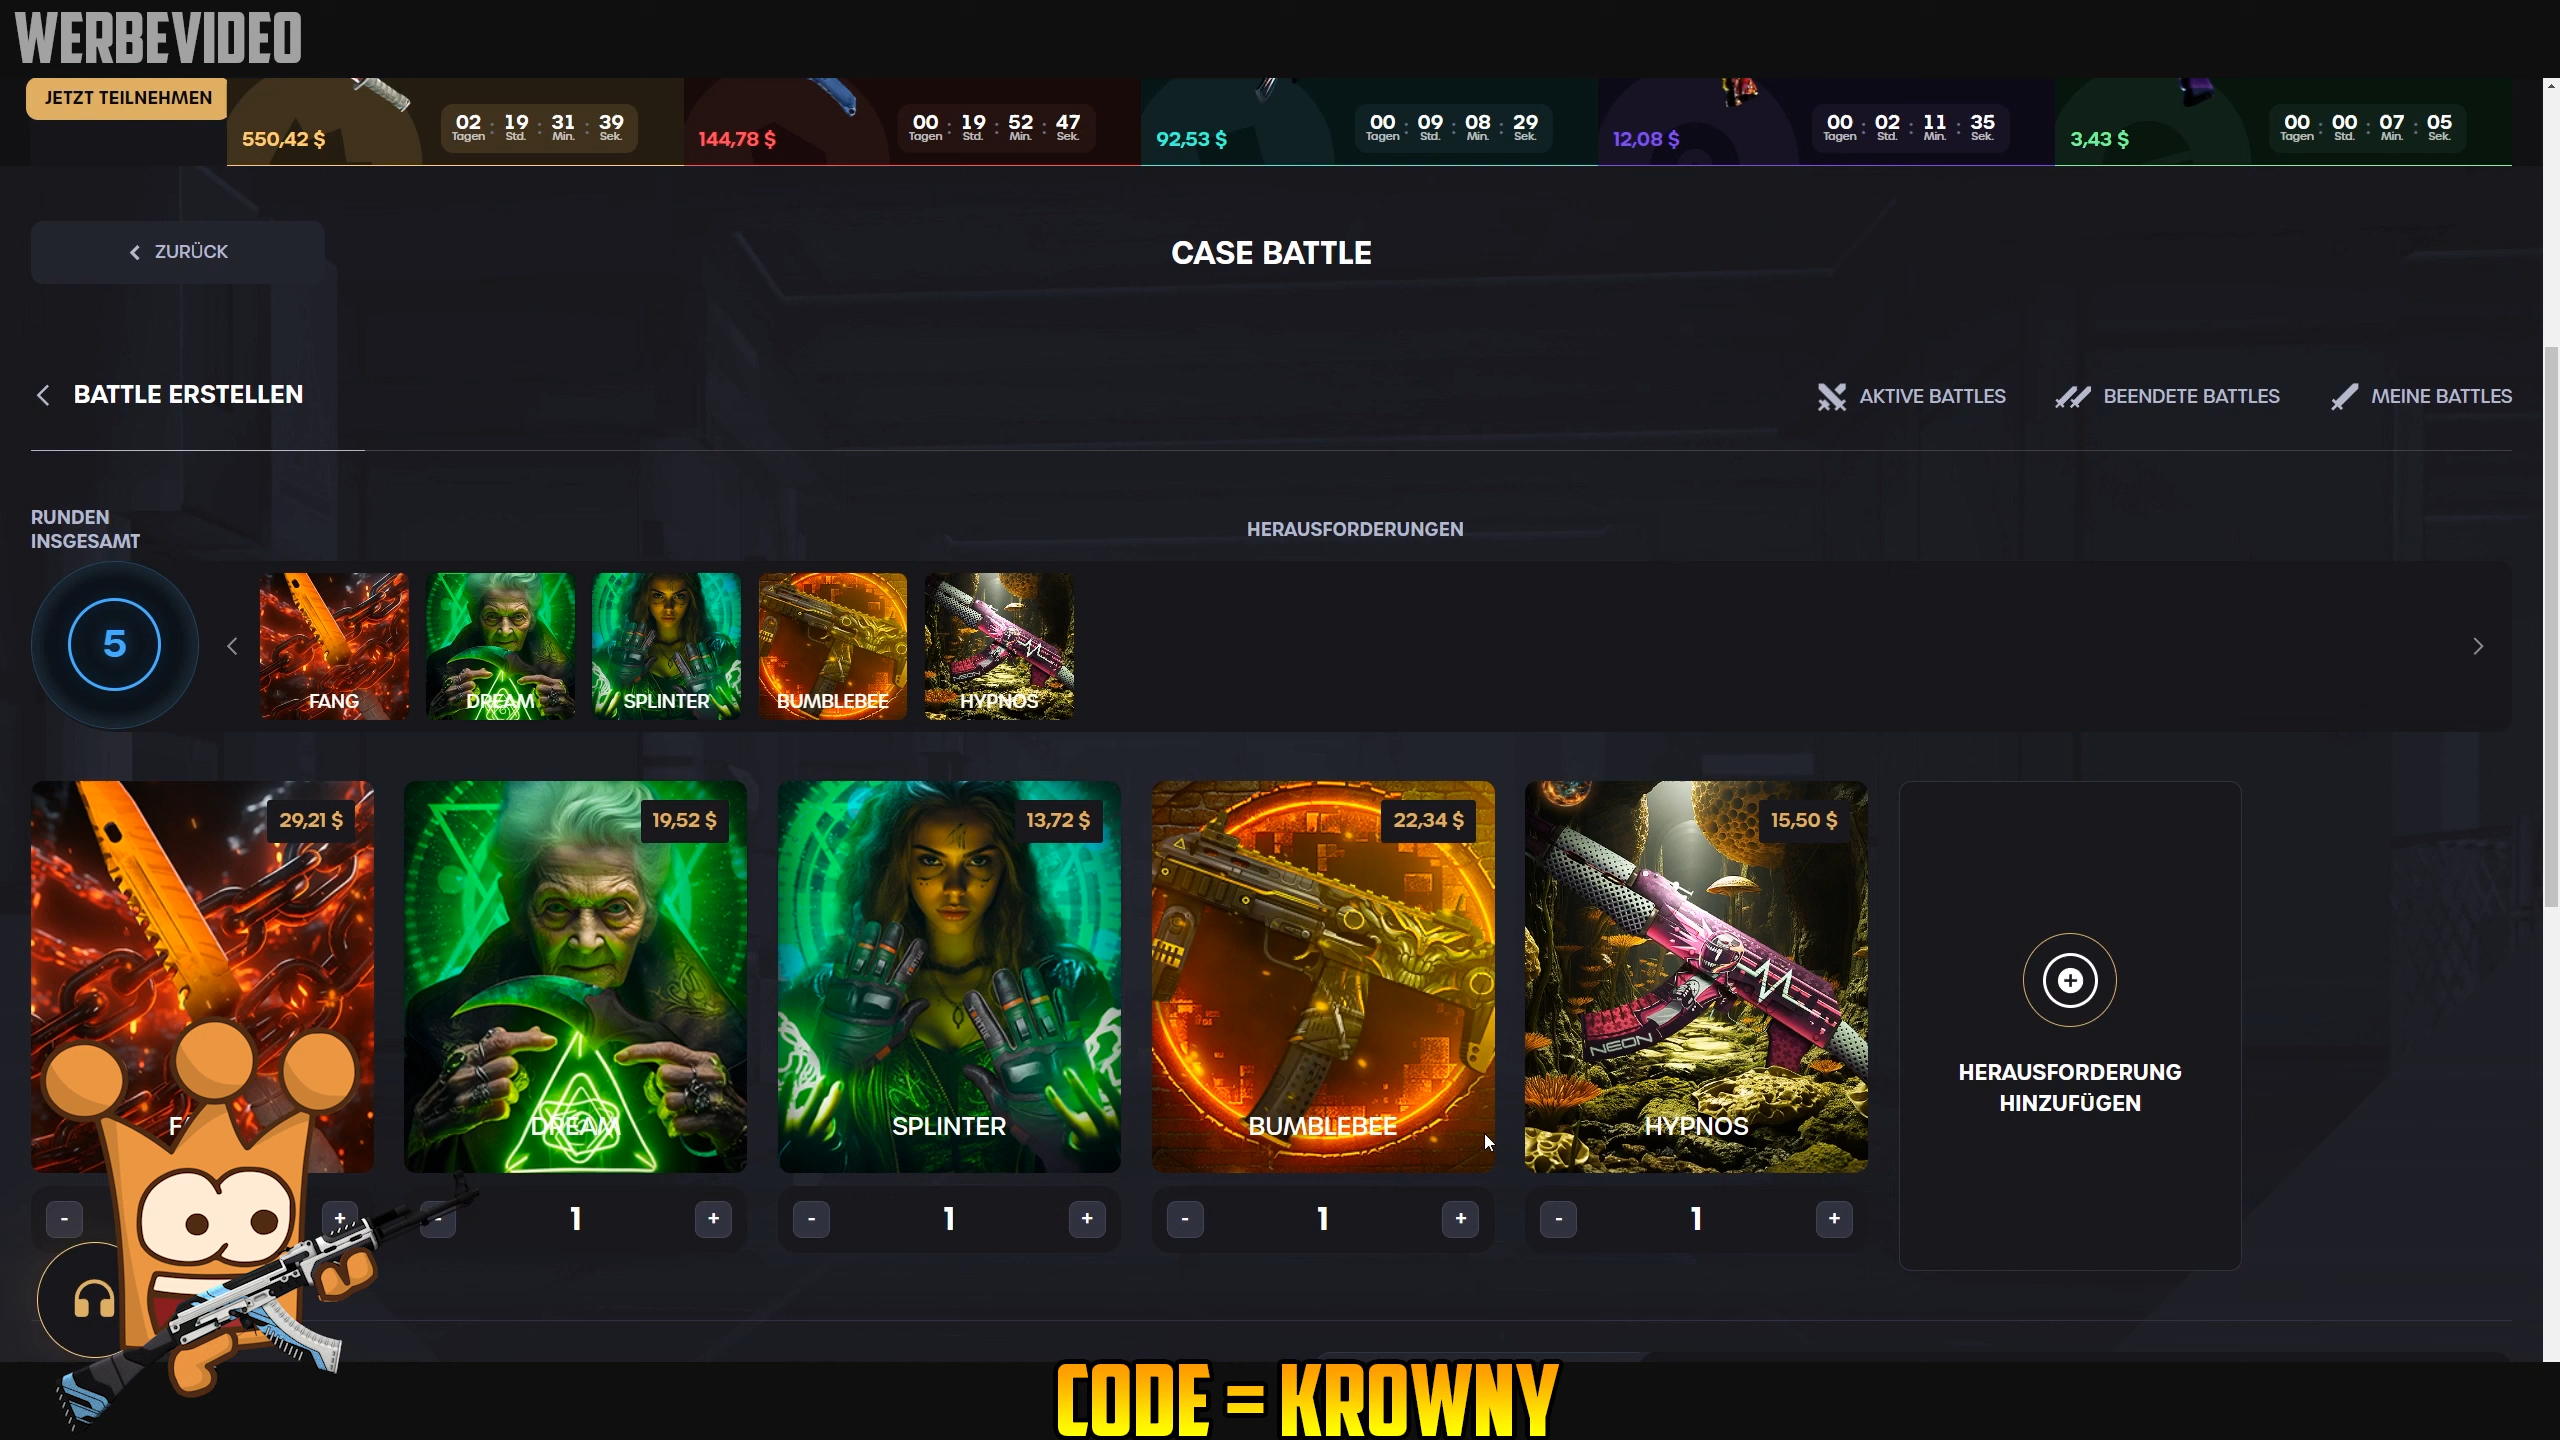 WERBEVIDEO
JETZT TEILNEHMEN
550,42 $
02 : 19 : 31 : 39
Tagen Std. Min. Sek.
144,78 $
00 : 19 : 52 : 47
Tagen Std. Min. Sek.
92,53 $
00 : 09 : 08 : 29
Tagen Std. Min. Sek.
12,08 $
00 : 02 : 11 : 35
Tagen Std. Min. Sek.
3,43 $
00 : 00 : 07 : 05
Tagen Std. Min. Sek.
ZURÜCK
CASE BATTLE
BATTLE ERSTELLEN
AKTIVE BATTLES
BEENDETE BATTLES
MEINE BATTLES
RUNDEN
INSGESAMT
HERAUSFORDERUNGEN
5
FANG
DREAM
SPLINTER
BUMBLEBEE
HYPNOS
29,21 $
19,52 $
13,72 $
22,34 $
15,50 $
NEON
HERAUSFORDERUNG
HINZUFÜGEN
F
DREAM
SPLINTER
BUMBLEBEE
HYPNOS
- +
- 1 +
- 1 +
- 1 +
- 1 +
CODE = KROWNY